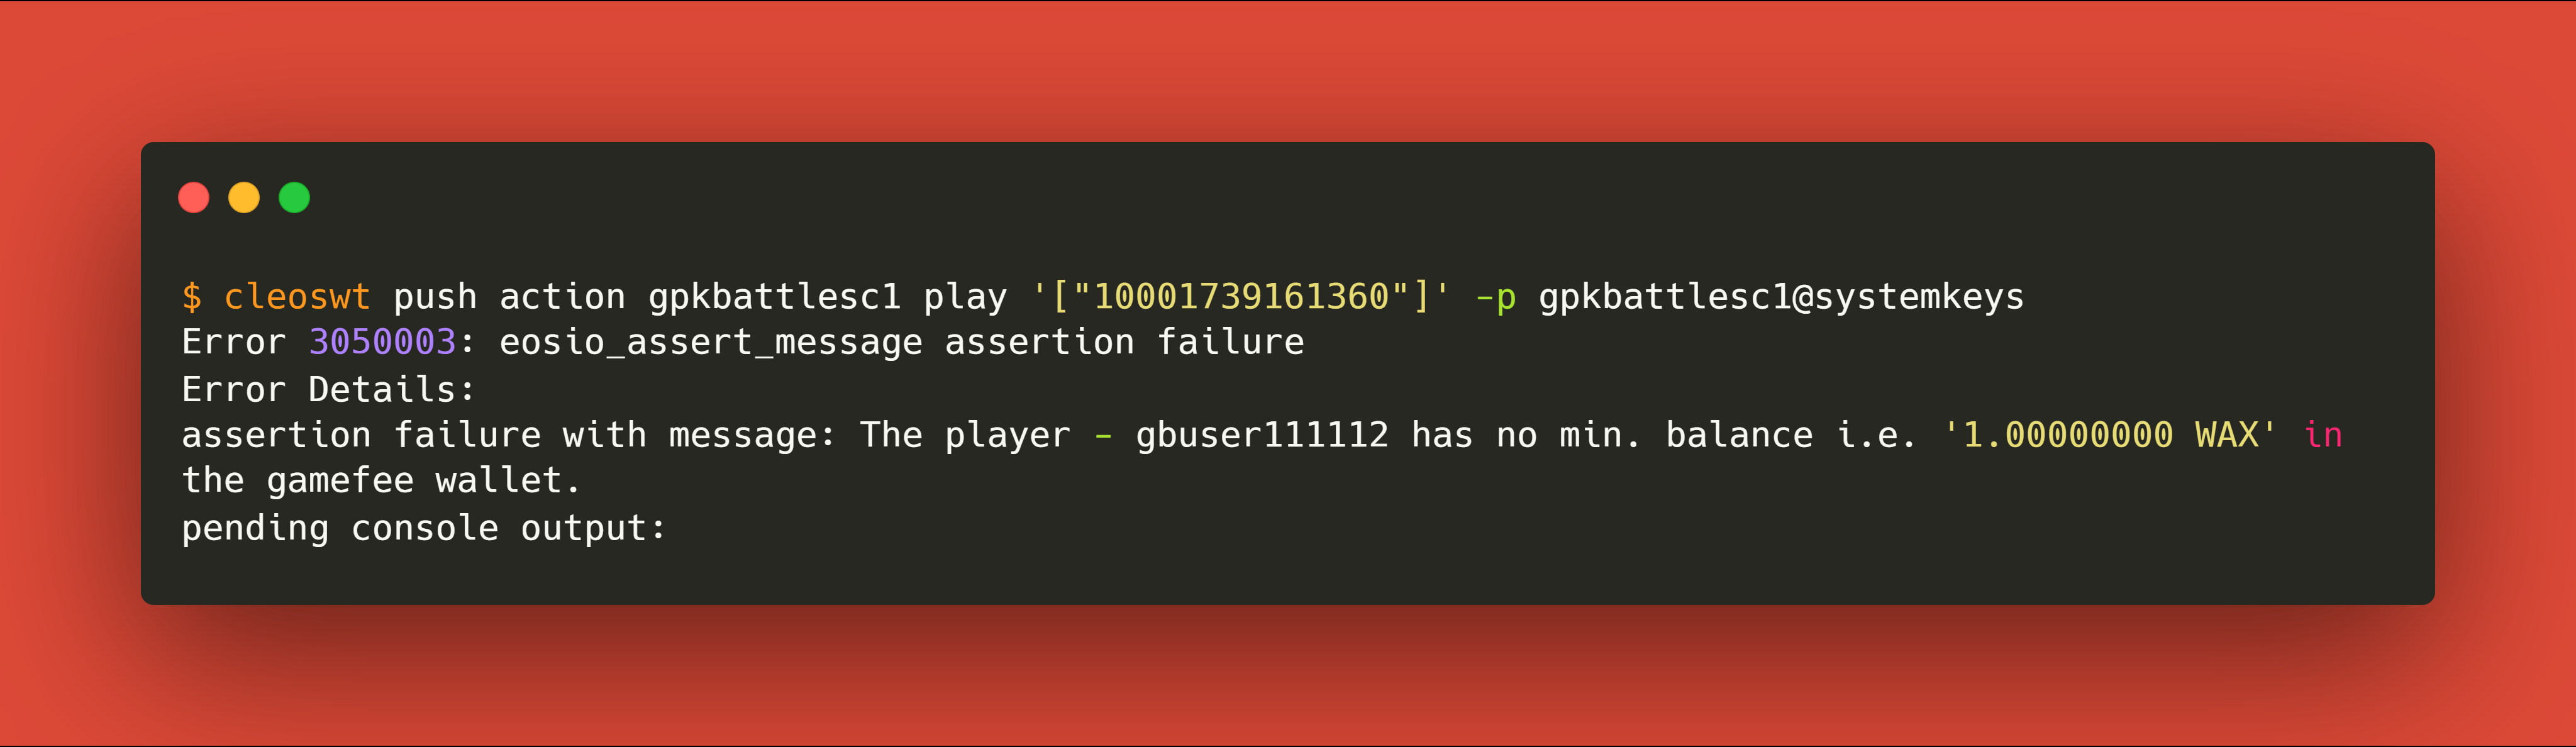 $ cleoswt push action gpkbattlesc1 play '["10001739161360"]' -p gpkbattlesc1@systemkeys
Error 3050003: eosio_assert_message assertion failure
Error Details:
assertion failure with message: The player - gbuser111112 has no min. balance i.e. '1.00000000 WAX' in
the gamefee wallet.
pending console output: